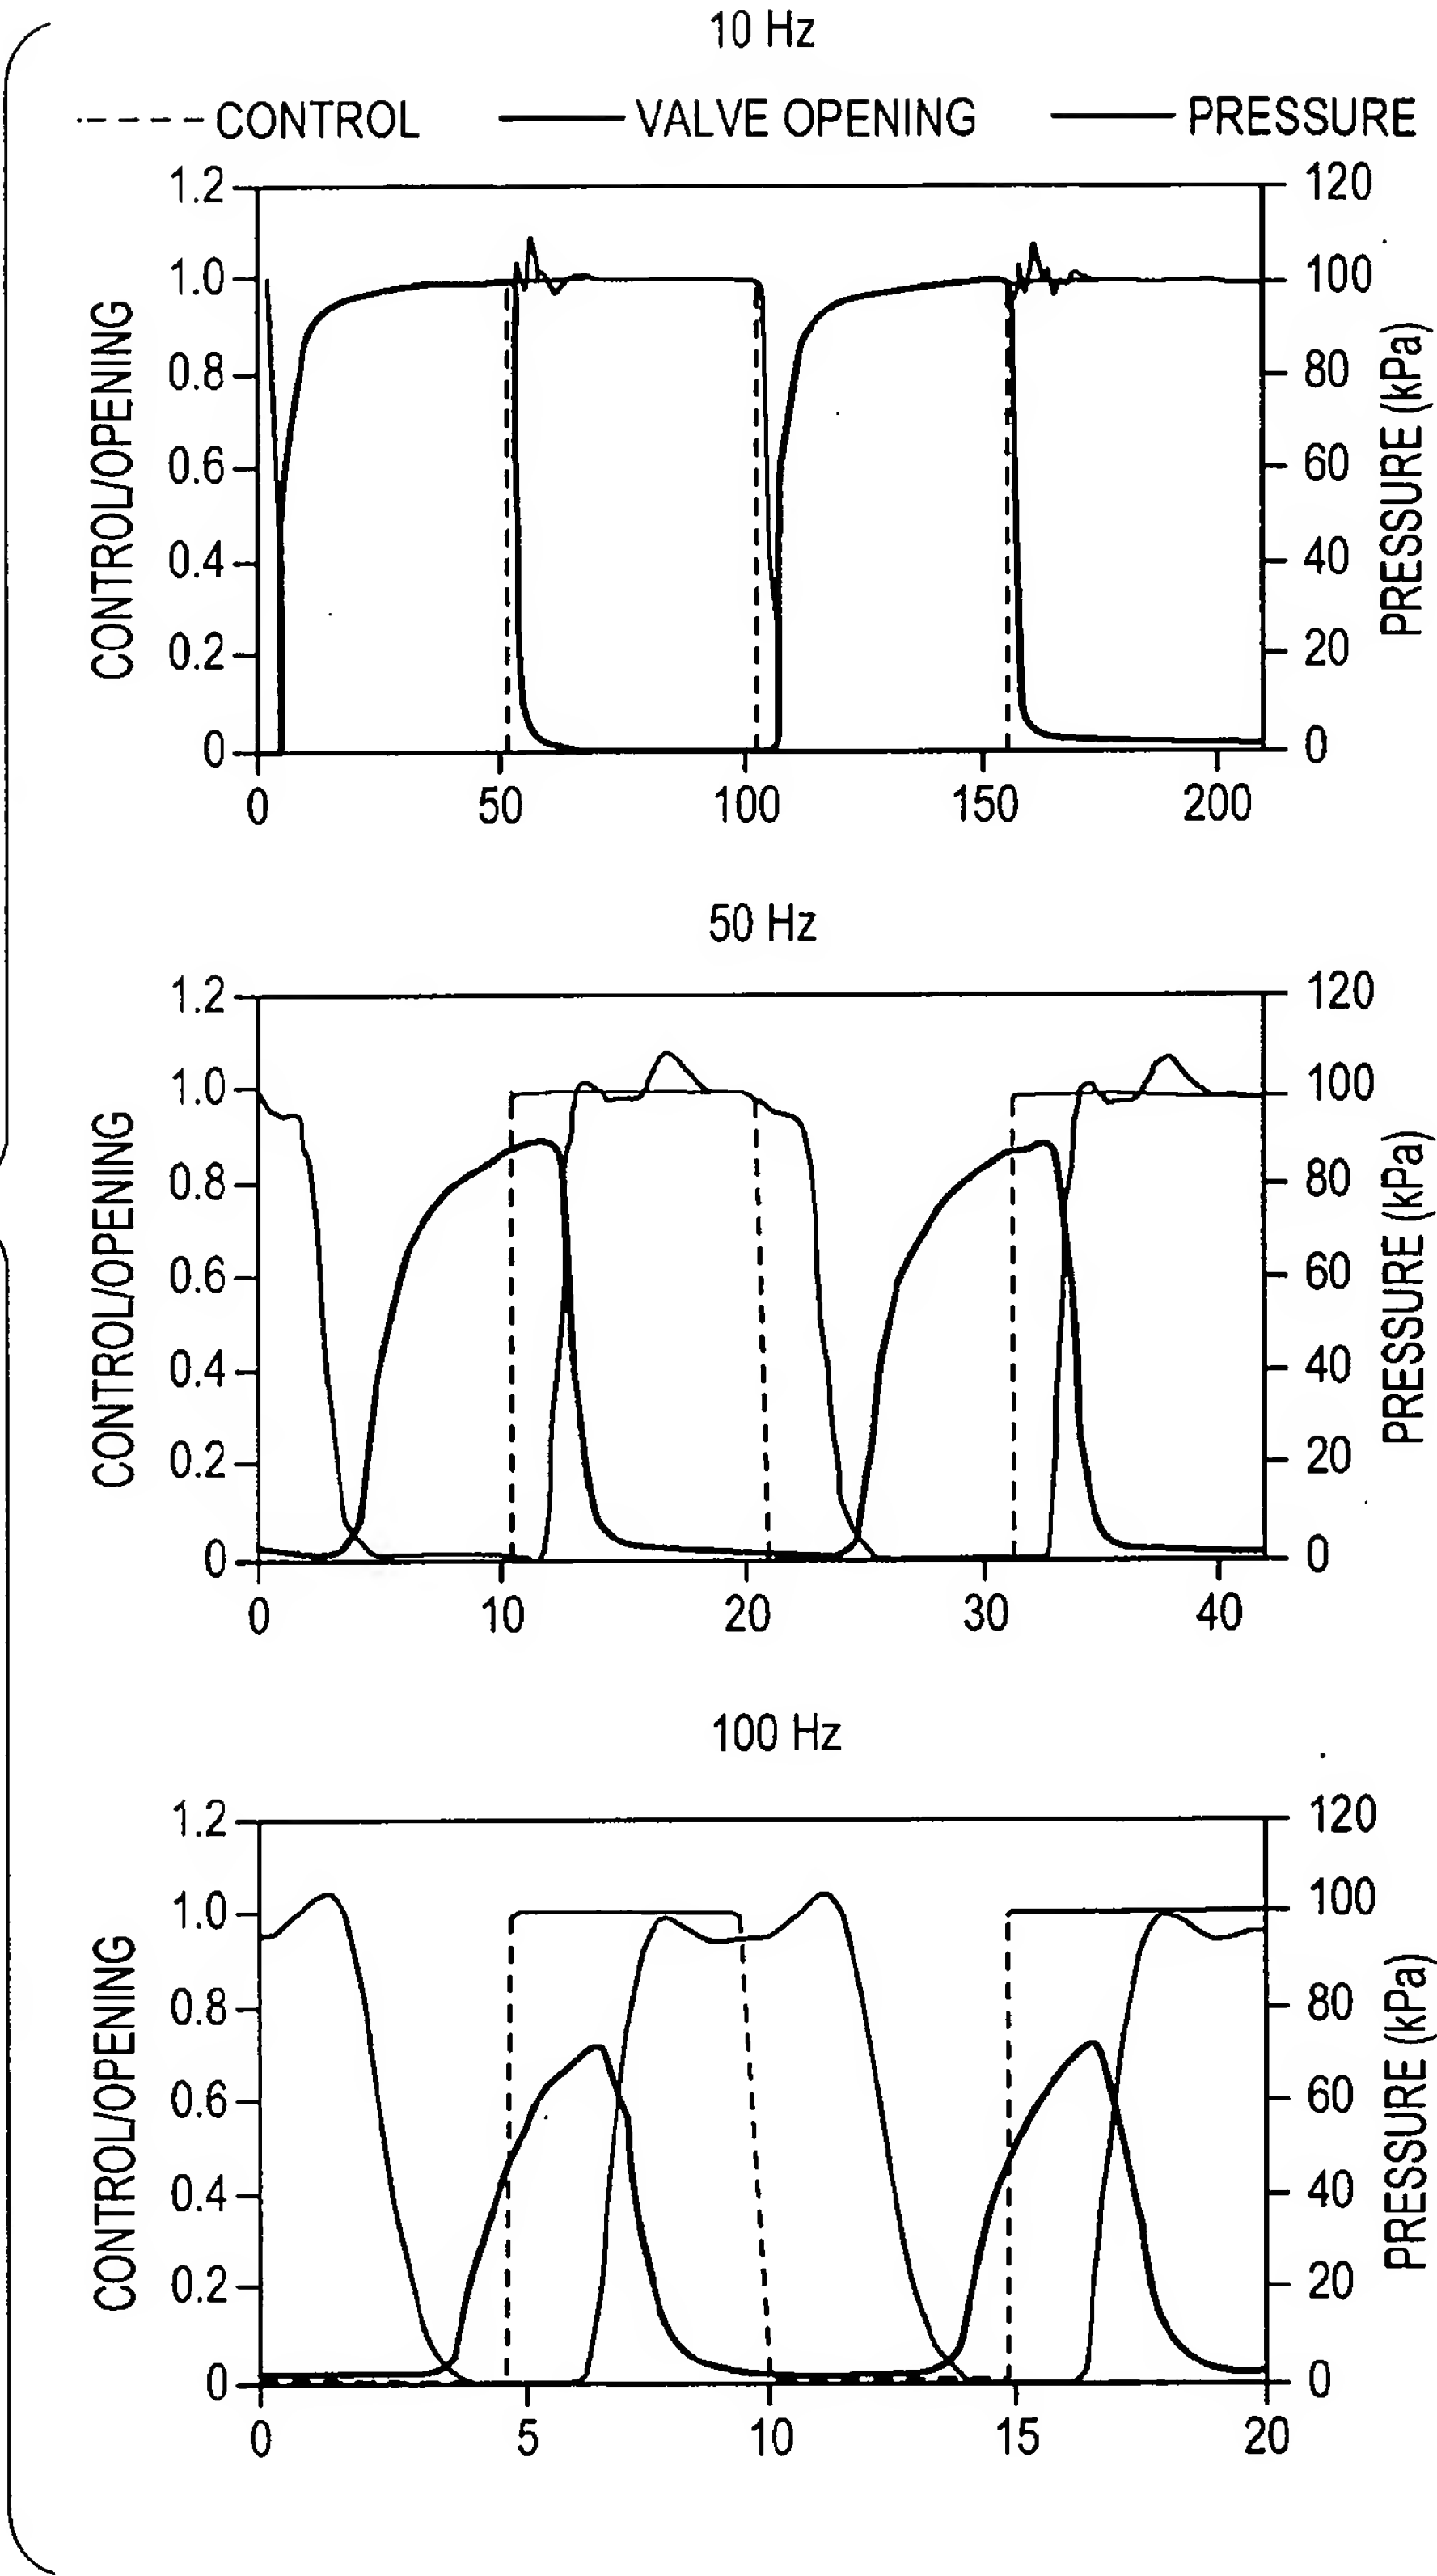 10 Hz
CONTROL VALVE OPENING PRESSURE
1.2 120
1.0 100
0.8 80
0.6 60
0.4 40
0.2 20
0 0
CONTROL/OPENING
PRESSURE (kPa)
0 50 100 150 200
50 Hz
1.2 120
1.0 100
0.8 80
0.6 60
0.4 40
0.2 20
0 0
CONTROL/OPENING
PRESSURE (kPa)
0 10 20 30 40
100 Hz
1.2 120
1.0 100
0.8 80
0.6 60
0.4 40
0.2 20
0 0
CONTROL/OPENING
PRESSURE (kPa)
0 5 10 15 20